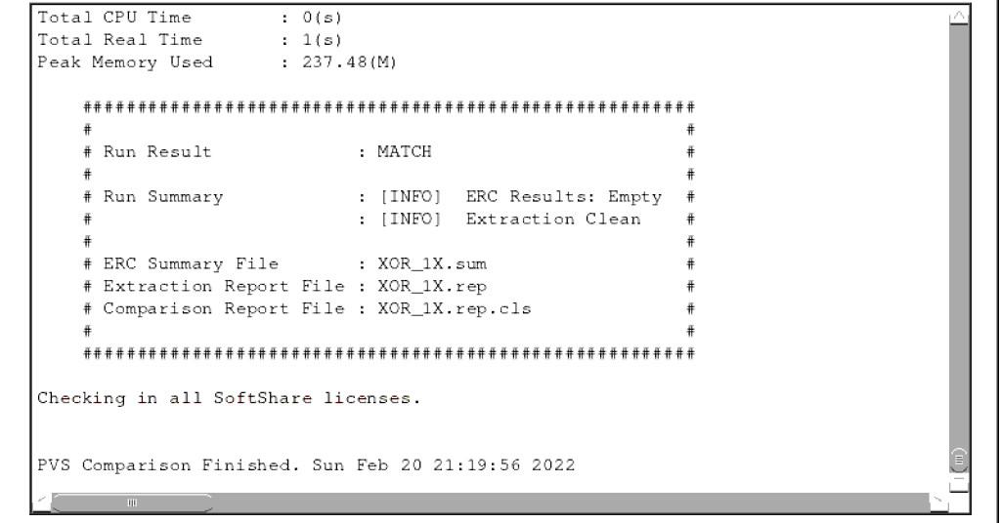 Total CPU Time          : 0(s)
Total Real Time         : 1(s)
Peak Memory Used        : 237.48(M)
########################################################
#                                                      #
# Run Result             : MATCH                       #
#                                                      #
# Run Summary            : [INFO]  ERC Results: Empty  #
#                        : [INFO]  Extraction Clean    #
#                                                      #
# ERC Summary File       : XOR_1X.sum                  #
# Extraction Report File : XOR_1X.rep                  #
# Comparison Report File : XOR_1X.rep.cls              #
#                                                      #
########################################################
Checking in all SoftShare licenses.
PVS Comparison Finished. Sun Feb 20 21:19:56 2022